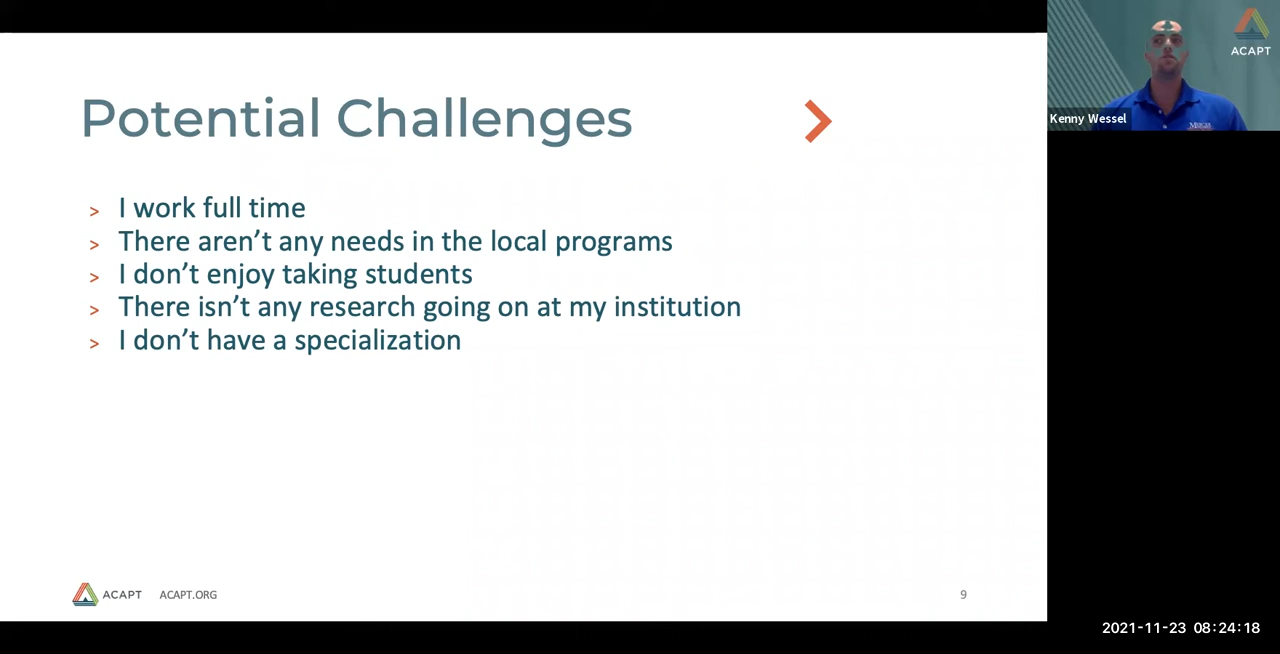 Potential Challenges
> I work full time
> There aren't any needs in the local programs
> I don't enjoy taking students
> There isn't any research going on at my institution
> I don't have a specialization
ACAPT ACAPT.ORG
9
ACAPT
Kenny Wessel
2021-11-23 08:24:18